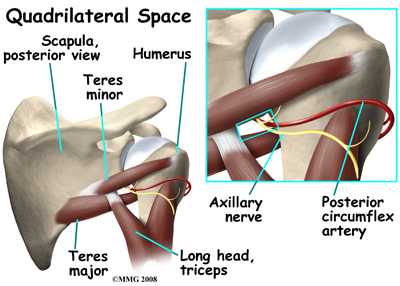 Quadrilateral Space
Scapula,
posterior view
Humerus
Teres
minor
Axillary
nerve
Posterior
circumflex
artery
Teres
major
Long head,
triceps
©MMG 2008